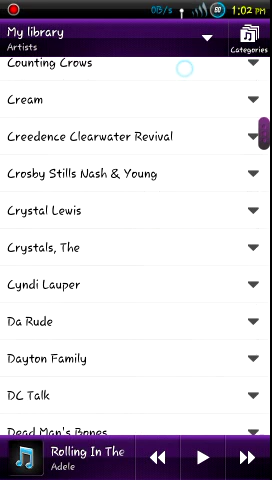 0B/s 80 1:02 PM
My library
Artists
Categories
Counting Crows
Cream
Creedence Clearwater Revival
Crosby Stills Nash & Young
Crystal Lewis
Crystals, The
Cyndi Lauper
Da Rude
Dayton Family
DC Talk
Dead Man's Bones
Rolling In The
Adele